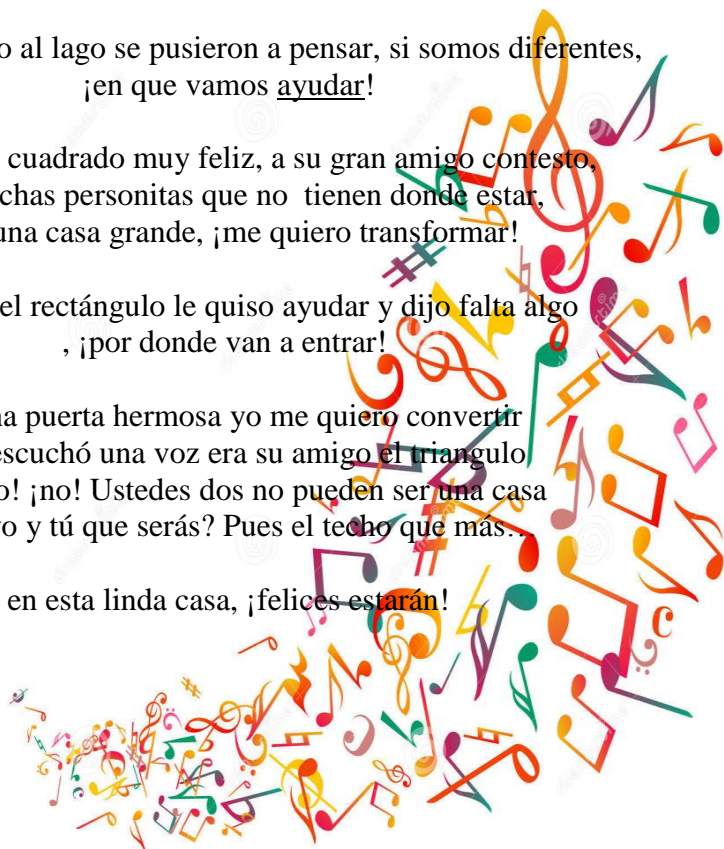 o al lago se pusieron a pensar, si somos diferentes,
¡en que vamos ayudar!
cuadrado muy feliz, a su gran amigo contesto,
chas personitas que no tienen donde estar,
una casa grande, ¡me quiero transformar!
el rectángulo le quiso ayudar y dijo falta algo
, ¡por donde van a entrar!
na puerta hermosa yo me quiero convertir
escuchó una voz era su amigo el triangulo
o! ¡no! Ustedes dos no pueden ser una casa
yo y tú que serás? Pues el techo que más…
en esta linda casa, ¡felices estarán!